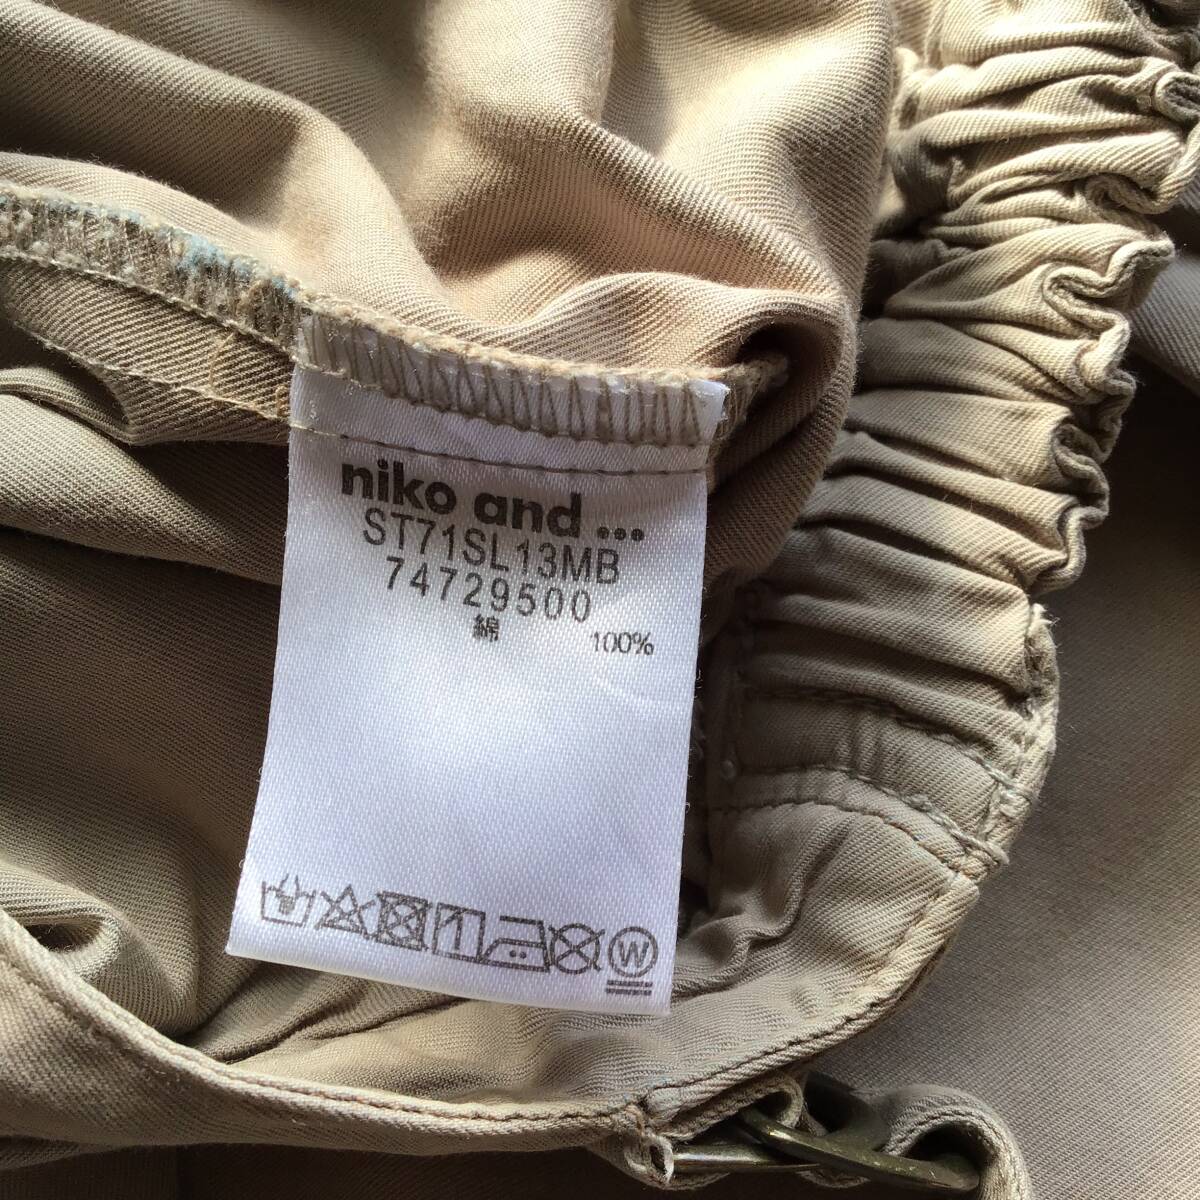 niko and ...
ST71SL13MB
74729500
綿 100%
W